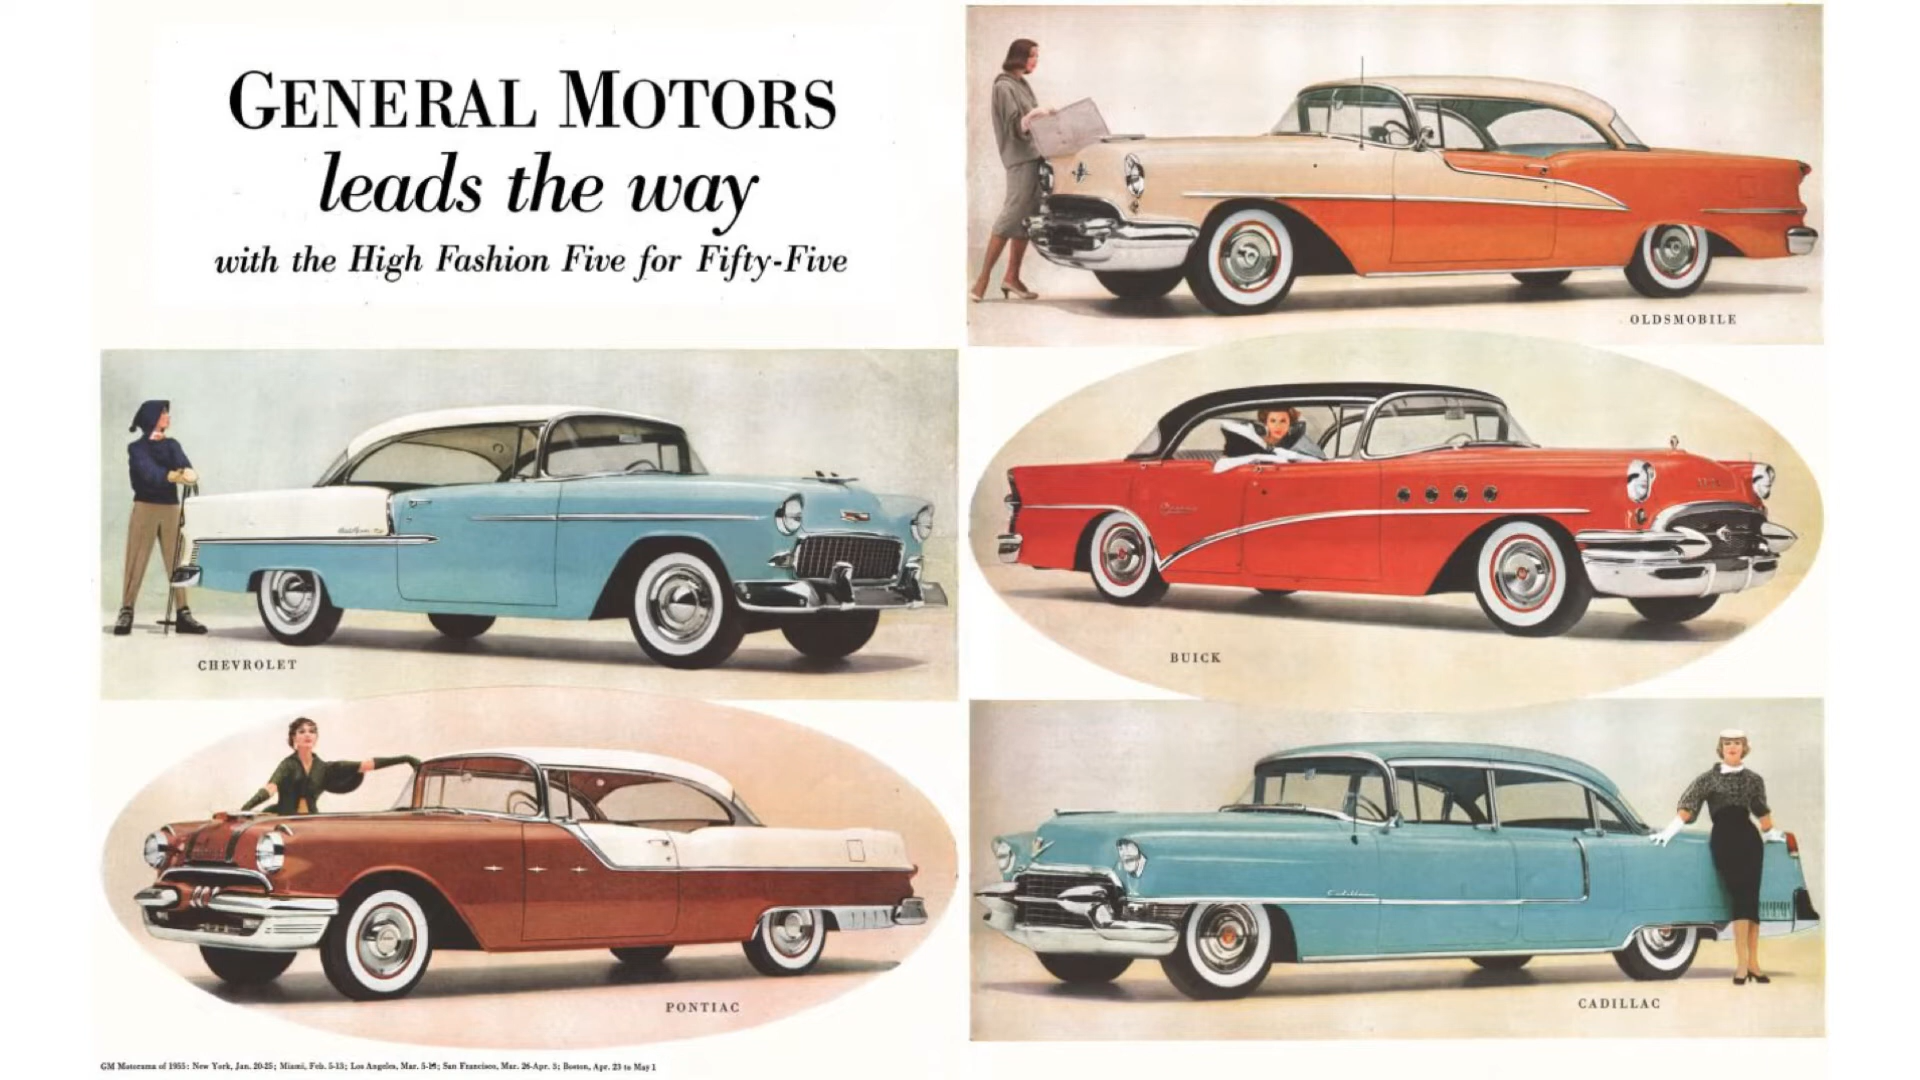 GENERAL MOTORS
leads the way
with the High Fashion Five for Fifty-Five
OLDSMOBILE
CHEVROLET
BUICK
PONTIAC
CADILLAC
Cadillac
GM Motorama of 1955: New York, Jan. 20-25; Miami, Feb. 5-13; Los Angeles, Mar. 5-13; San Francisco, Mar. 26-Apr. 3; Boston, Apr. 23 to May 1